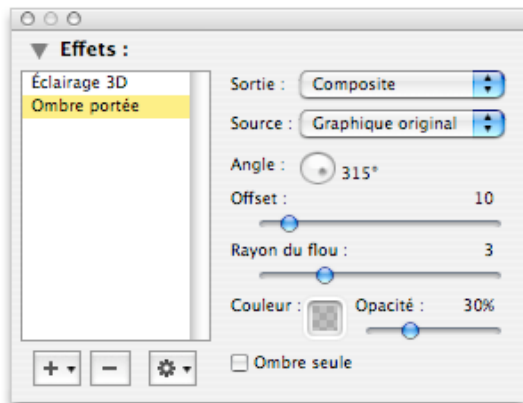 Effets :
Éclairage 3D
Ombre portée
Sortie : Composite
Source : Graphique original
Angle : 315°
Offset : 10
Rayon du flou : 3
Couleur : Opacité : 30%
Ombre seule